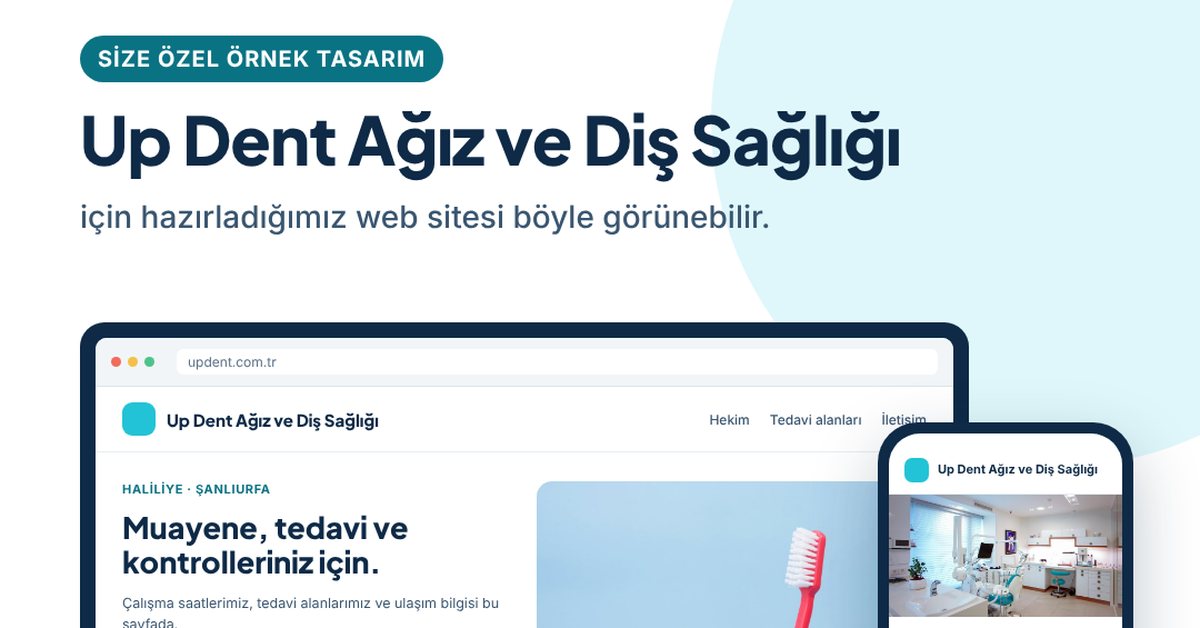 SİZE ÖZEL ÖRNEK TASARIM
Up Dent Ağız ve Diş Sağlığı
için hazırladığımız web sitesi böyle görünebilir.
updent.com.tr
Up Dent Ağız ve Diş Sağlığı
Hekim Tedavi alanları İletişim
Up Dent Ağız ve Diş Sağlığı
HALİLİYE · ŞANLIURFA
Muayene, tedavi ve
kontrolleriniz için.
Çalışma saatlerimiz, tedavi alanlarımız ve ulaşım bilgisi bu
sayfada.